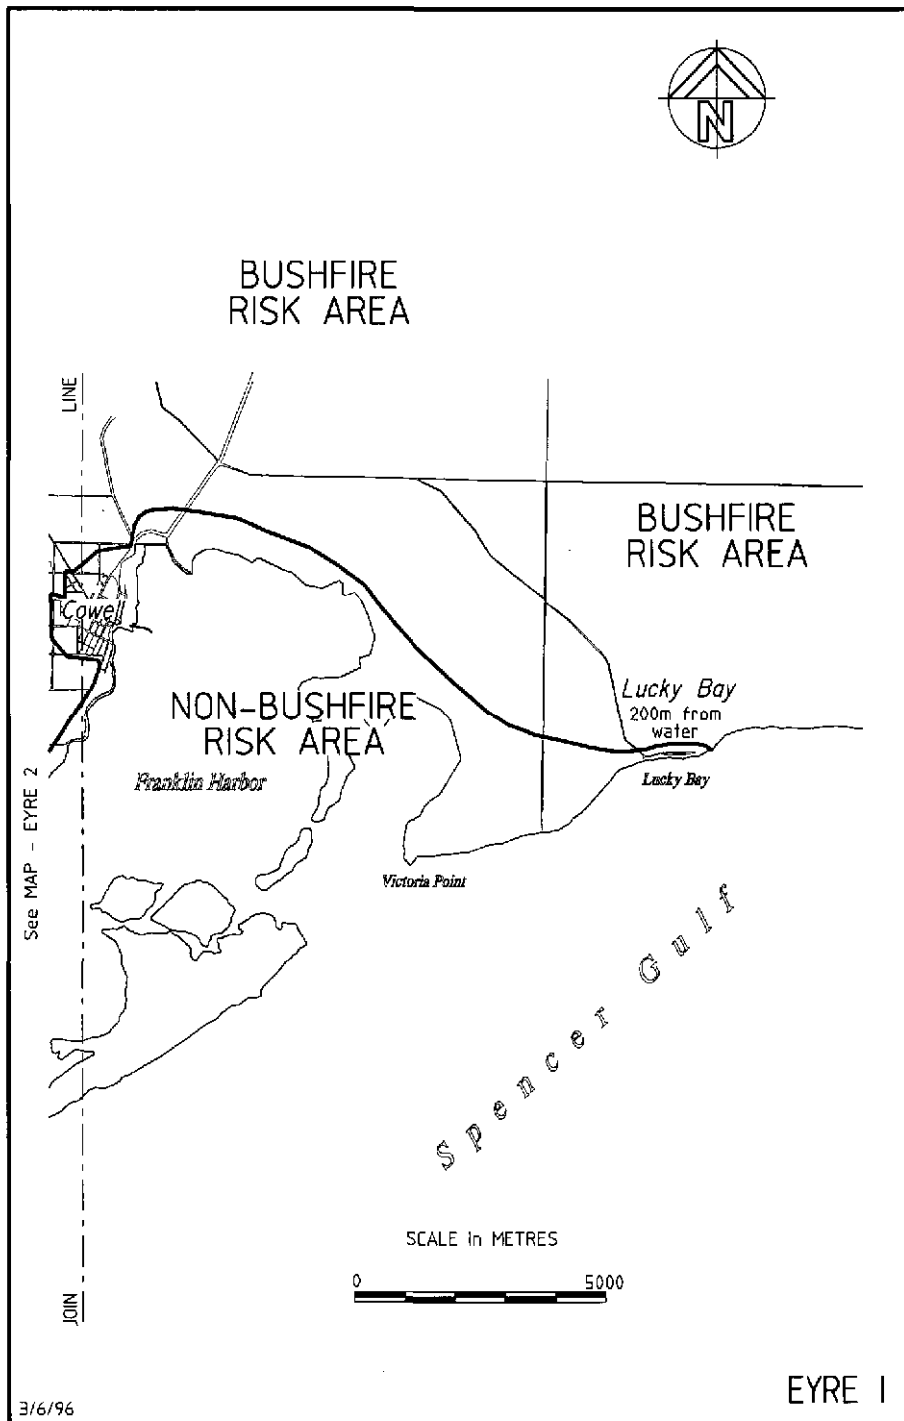 N
BUSHFIRE
RISK AREA
LINE
BUSHFIRE
RISK AREA
Cowell
Lucky Bay
200m from
water
NON-BUSHFIRE
RISK AREA
Franklin Harbor
Lucky Bay
See MAP - EYRE 2
Victoria Point
Spencer Gulf
SCALE in METRES
0 5000
JOIN
EYRE 1
3/6/96